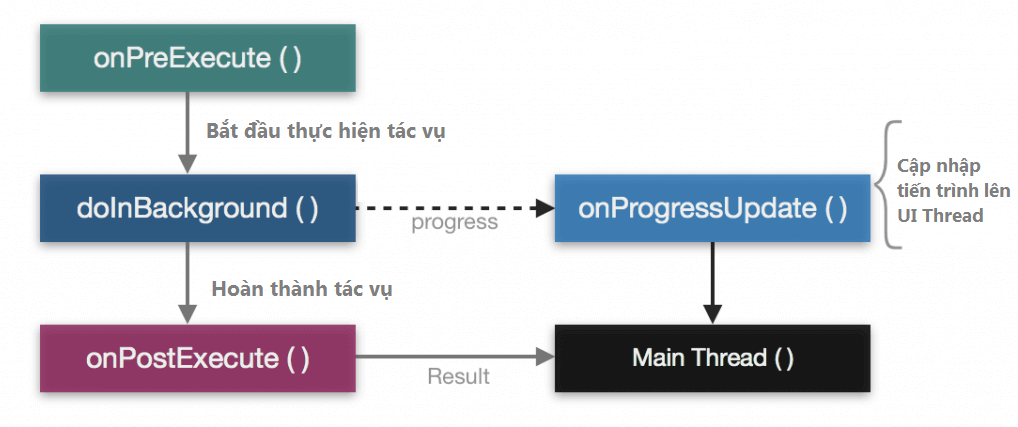 onPreExecute ( )
Bắt đầu thực hiện tác vụ
doInBackground ( )
progress
onProgressUpdate ( )
Cập nhập
tiến trình lên
UI Thread
Hoàn thành tác vụ
onPostExecute ( )
Result
Main Thread ( )